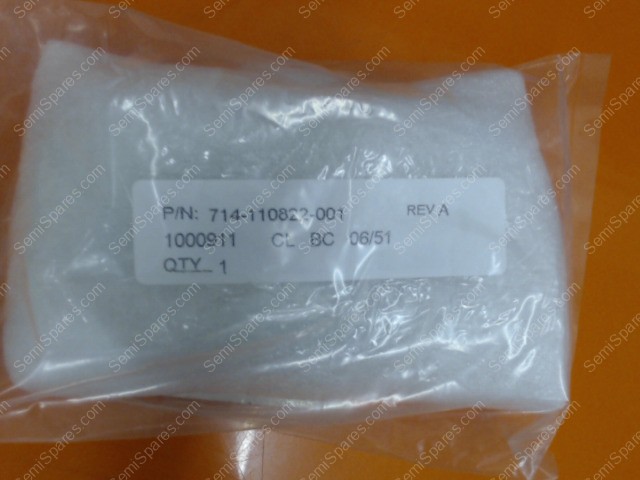 P/N: 714-110822-001 REV.A
1000911 CL BC 06/51
QTY 1
SemiSpares.com